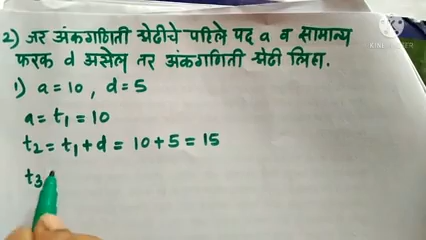 2) जर अंकगणिती श्रेढीचे पहिले पद a व सामान्य
फरक d असेल तर अंकगणिती श्रेढी लिहा.
1) a = 10 , d = 5
a = t₁ = 10
t₂ = t₁ + d = 10 + 5 = 15
t₃